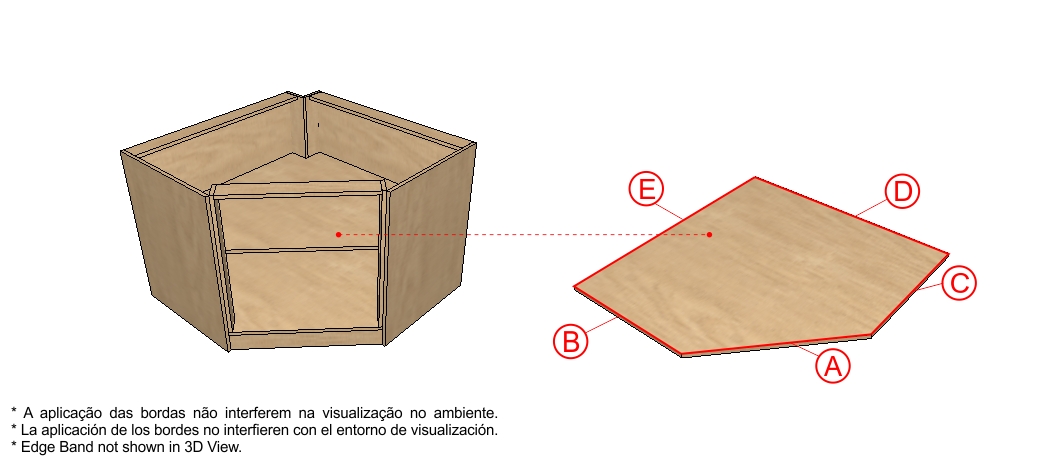 E
D
C
B
A
* A aplicação das bordas não interferem na visualização no ambiente.
* La aplicación de los bordes no interfieren con el entorno de visualización.
* Edge Band not shown in 3D View.